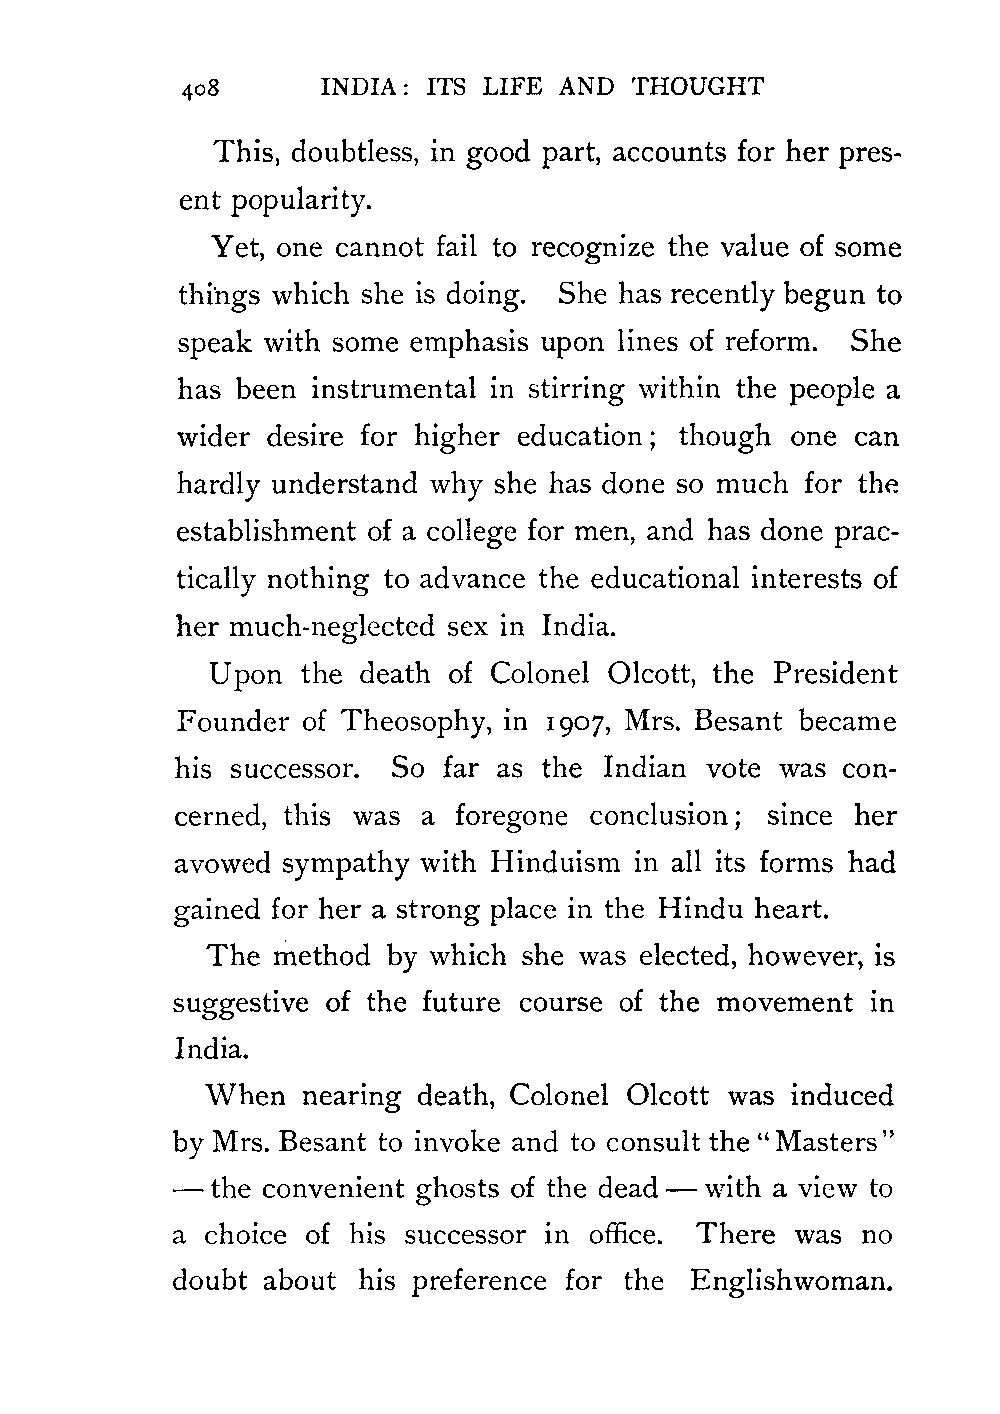 408 INDIA: ITS LIFE AND THOUGHT
This, doubtless, in good part, accounts for her pres-
ent popularity.
Yet, one cannot fail to recognize the value of some
things which she is doing. She has recently begun to
speak with some emphasis upon lines of reform. She
has been instrumental in stirring within the people a
wider desire for higher education; though one can
hardly understand why she has done so much for the
establishment of a college for men, and has done prac-
tically nothing to advance the educational interests of
her much-neglected sex in India.
Upon the death of Colonel Olcott, the President
Founder of Theosophy, in 1907, Mrs. Besant became
his successor. So far as the Indian vote was con-
cerned, this was a foregone conclusion; since her
avowed sympathy with Hinduism in all its forms had
gained for her a strong place in the Hindu heart.
The method by which she was elected, however, is
suggestive of the future course of the movement in
India.
When nearing death, Colonel Olcott was induced
by Mrs. Besant to invoke and to consult the "Masters"
— the convenient ghosts of the dead — with a view to
a choice of his successor in office. There was no
doubt about his preference for the Englishwoman.